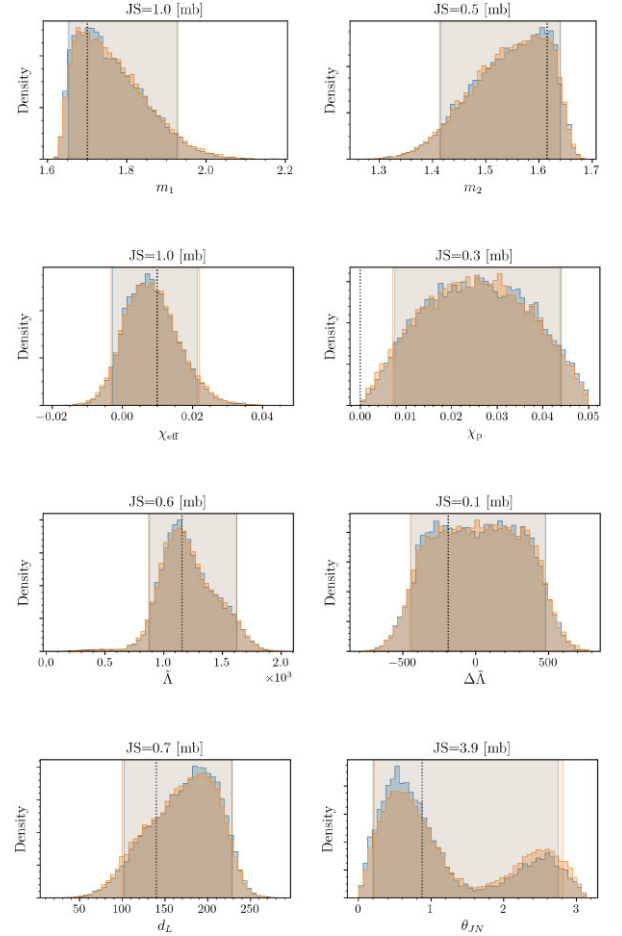 JS=1.0 [mb] JS=0.5 [mb]
Density Density
1.6 1.8 2.0 2.2 1.3 1.4 1.5 1.6 1.7
m₁ m₂
JS=1.0 [mb] JS=0.3 [mb]
Density Density
−0.02 0.00 0.02 0.04 0.00 0.01 0.02 0.03 0.04 0.05
χ_eff χ_p
JS=0.6 [mb] JS=0.1 [mb]
Density Density
0.0 0.5 1.0 1.5 2.0 −500 0 500
Λ̃ ×10³ ΔΛ̃
JS=0.7 [mb] JS=3.9 [mb]
Density Density
50 100 150 200 250 0 1 2 3
d_L θ_JN